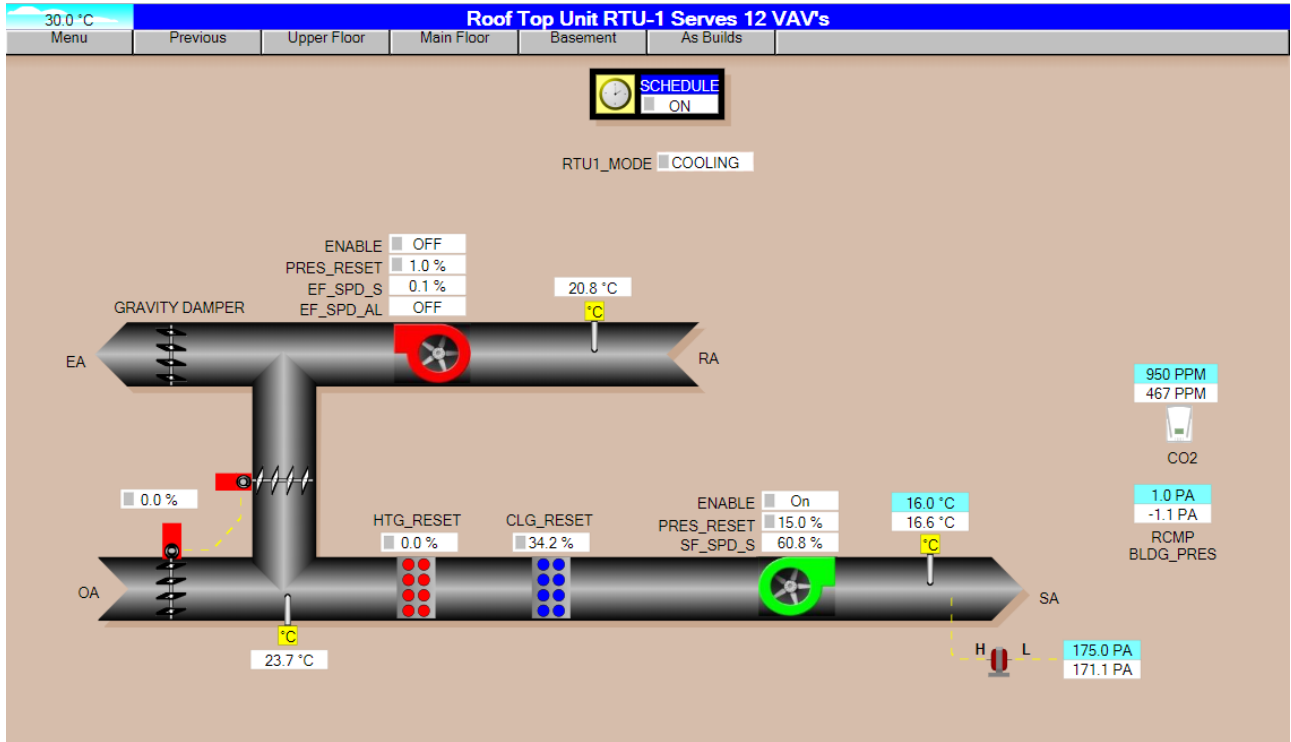 30.0 °C
Roof Top Unit RTU-1 Serves 12 VAV's
Menu Previous Upper Floor Main Floor Basement As Builds
SCHEDULE
ON
RTU1_MODE COOLING
ENABLE OFF
PRES_RESET 1.0 %
EF_SPD_S 0.1 %
EF_SPD_AL OFF
20.8 °C
°C
GRAVITY DAMPER
EA
RA
950 PPM
467 PPM
CO2
0.0 %
HTG_RESET
0.0 %
CLG_RESET
34.2 %
ENABLE On
PRES_RESET 15.0 %
SF_SPD_S 60.8 %
16.0 °C
16.6 °C
°C
1.0 PA
-1.1 PA
RCMP
BLDG_PRES
OA
SA
°C
23.7 °C
H L
175.0 PA
171.1 PA